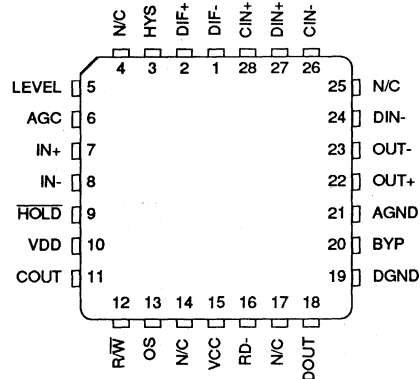 N/C HYS DIF+ DIF- CIN+ DIN+ CIN-
4 3 2 1 28 27 26
LEVEL 5 25 N/C
AGC 6 24 DIN-
IN+ 7 23 OUT-
IN- 8 22 OUT+
HOLD 9 21 AGND
VDD 10 20 BYP
COUT 11 19 DGND
12 13 14 15 16 17 18
R/W OS N/C VCC RD- N/C DOUT